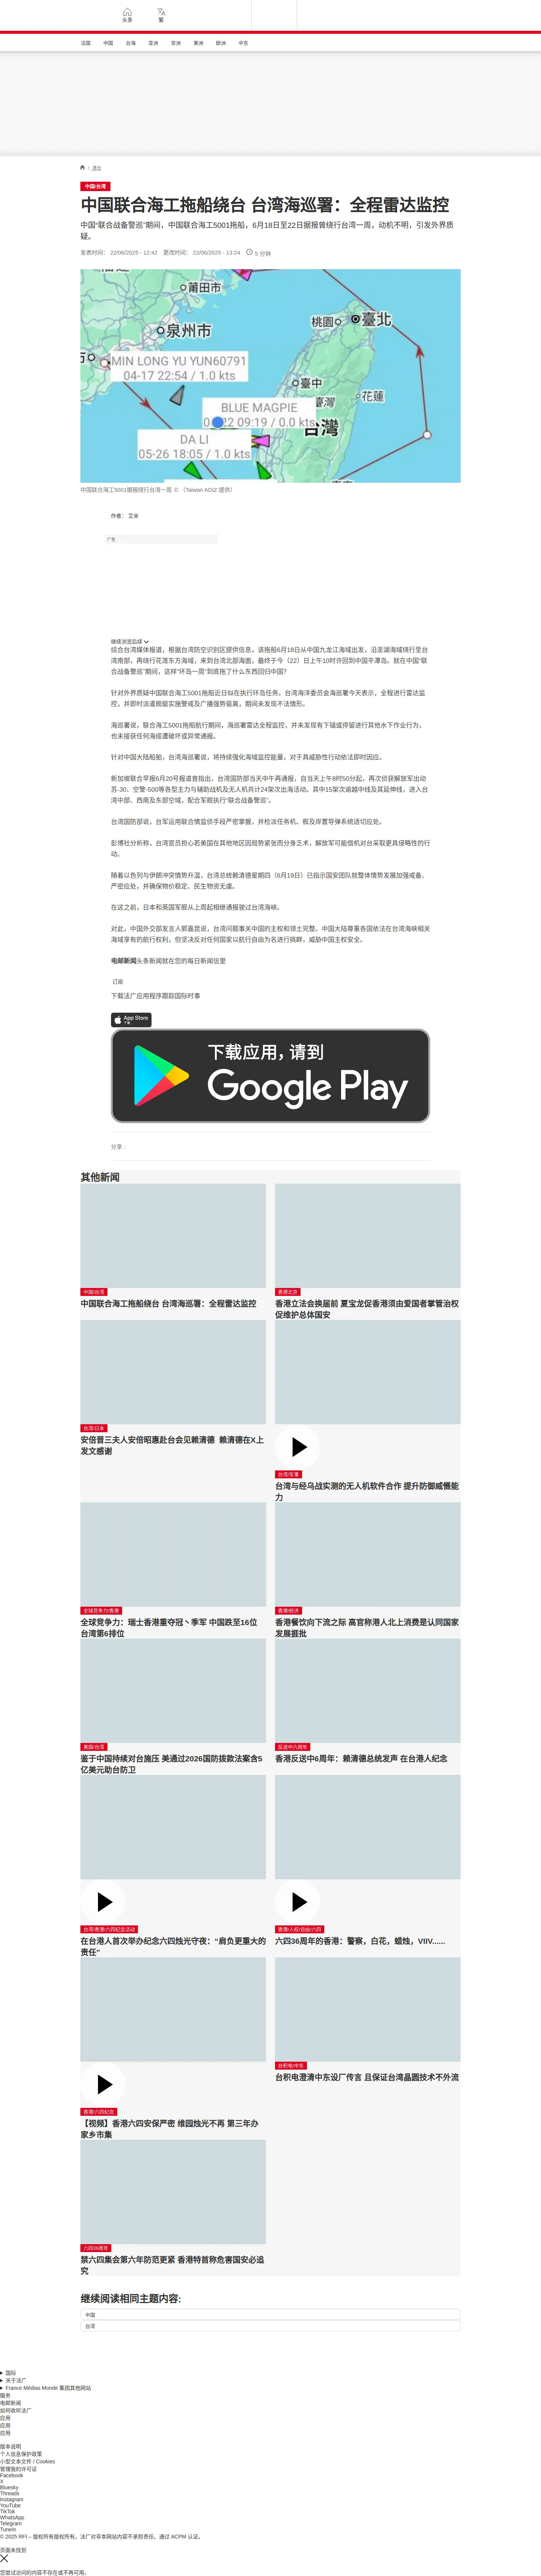 头条
繁
法国 中国 台海 亚洲 非洲 美洲 欧洲 中东
/ 港台
中国/台湾
中国联合海工拖船绕台 台湾海巡署：全程雷达监控
中国“联合战备警巡”期间，中国联合海工5001拖船，6月18日至22日据报曾绕行台湾一周，动机不明，引发外界质
疑。
发表时间： 22/06/2025 - 12:42 更改时间： 22/06/2025 - 13:24 5 分钟
莆田市
泉州市
桃園
臺北
MIN LONG YU YUN60791
04-17 22:54 / 1.0 kts
臺中
花蓮
臺灣
BLUE MAGPIE
09:19 / 0.0 kts
台灣
DA LI
05-26 18:05 / 1.0 kts
中国联合海工5001据报绕行台湾一周 © （Taiwan ADIZ 提供）
作者： 艾米
广告
继续浏览后续
综合台湾媒体报道，根据台湾防空识别区提供信息，该拖船6月18日从中国九龙江海域出发，沿澎湖海域绕行至台
湾南部，再绕行花莲东方海域，来到台湾北部海面，最终于今（22）日上午10时许回到中国平潭岛。就在中国“联
合战备警巡”期间，这样“环岛一周”到底拖了什么东西回归中国？
针对外界质疑中国联合海工5001拖船近日似在执行环岛任务。台湾海洋委员会海巡署今天表示，全程进行雷达监
控，并即时派遣舰艇实施警戒及广播强势驱离，期间未发现不法情形。
海巡署说，联合海工5001拖船航行期间，海巡署雷达全程监控，并未发现有下锚或停留进行其他水下作业行为，
也未接获任何海缆遭破坏或异常通报。
针对中国大陆船舶，台湾海巡署说，将持续强化海域监控能量，对于具威胁性行动依法即时因应。
新加坡联合早报6月20号报道曾指出，台湾国防部当天中午再通报，自当天上午8时50分起，再次侦获解放军出动
苏-30、空警-500等各型主力与辅助战机及无人机共计24架次出海活动。其中15架次逾越中线及其延伸线，进入台
湾中部、西南及东部空域，配合军舰执行“联合战备警巡”。
台湾国防部说，台军运用联合情监侦手段严密掌握，并检派任务机、舰及岸置导弹系统适切应处。
彭博社分析称，台湾官员担心若美国在其他地区因局势紧张而分身乏术，解放军可能借机对台采取更具侵略性的行
动。
随着以色列与伊朗冲突情势升温，台湾总统赖清德星期四（6月19日）已指示国安团队就整体情势发展加强戒备、
严密应处，并确保物价稳定、民生物资无虞。
在这之前，日本和英国军舰从上周起相继通报驶过台湾海峡。
对此，中国外交部发言人郭嘉昆说，台湾问题事关中国的主权和领土完整。中国大陆尊重各国依法在台湾海峡相关
海域享有的航行权利，但坚决反对任何国家以航行自由为名进行挑衅，威胁中国主权安全。
电邮新闻头条新闻就在您的每日新闻信里
订阅
下载法广应用程序跟踪国际时事
App Store
下载
下载应用，请到
Google Play
分享 :
其他新闻
中国/台湾
中国联合海工拖船绕台 台湾海巡署：全程雷达监控
香港北京
香港立法会换届前 夏宝龙促香港须由爱国者掌管治权
促维护总体国安
台湾/日本
安倍晋三夫人安倍昭惠赴台会见赖清德 赖清德在X上
发文感谢
台湾/军事
台湾与经乌战实测的无人机软件合作 提升防御威慑能
力
全球竞争力/香港
全球竞争力：瑞士香港重夺冠丶季军 中国跌至16位
台湾第6排位
香港/经济
香港餐饮向下流之际 高官称港人北上消费是认同国家
发展捱批
美国/台湾
鉴于中国持续对台施压 美通过2026国防拨款法案含5
亿美元助台防卫
反送中六周年
香港反送中6周年：赖清德总统发声 在台港人纪念
台湾/香港/六四纪念活动
在台港人首次举办纪念六四烛光守夜：“肩负更重大的
责任”
香港/人权/自由/六四
六四36周年的香港：警察，白花，蜡烛，VIIV……
香港/六四纪念
【视频】香港六四安保严密 维园烛光不再 第三年办
家乡市集
台积电/中东
台积电澄清中东设厂传言 且保证台湾晶圆技术不外流
六四36周年
禁六四集会第六年防范更紧 香港特首称危害国安必追
究
继续阅读相同主题内容:
中国
台湾
国际
关于法广
France Médias Monde 集团其他网站
服务
电邮新闻
如何收听法广
应用
应用
应用
版本说明
个人信息保护政策
小型文本文件 / Cookies
管理我的许可证
Facebook
X
Bluesky
Threads
Instagram
YouTube
TikTok
WhatsApp
Telegram
TuneIn
© 2025 RFI – 版权所有版权所有。法广对非本网站内容不承担责任。通过 ACPM 认证。
页面未找到
您尝试访问的内容不存在或不再可用。